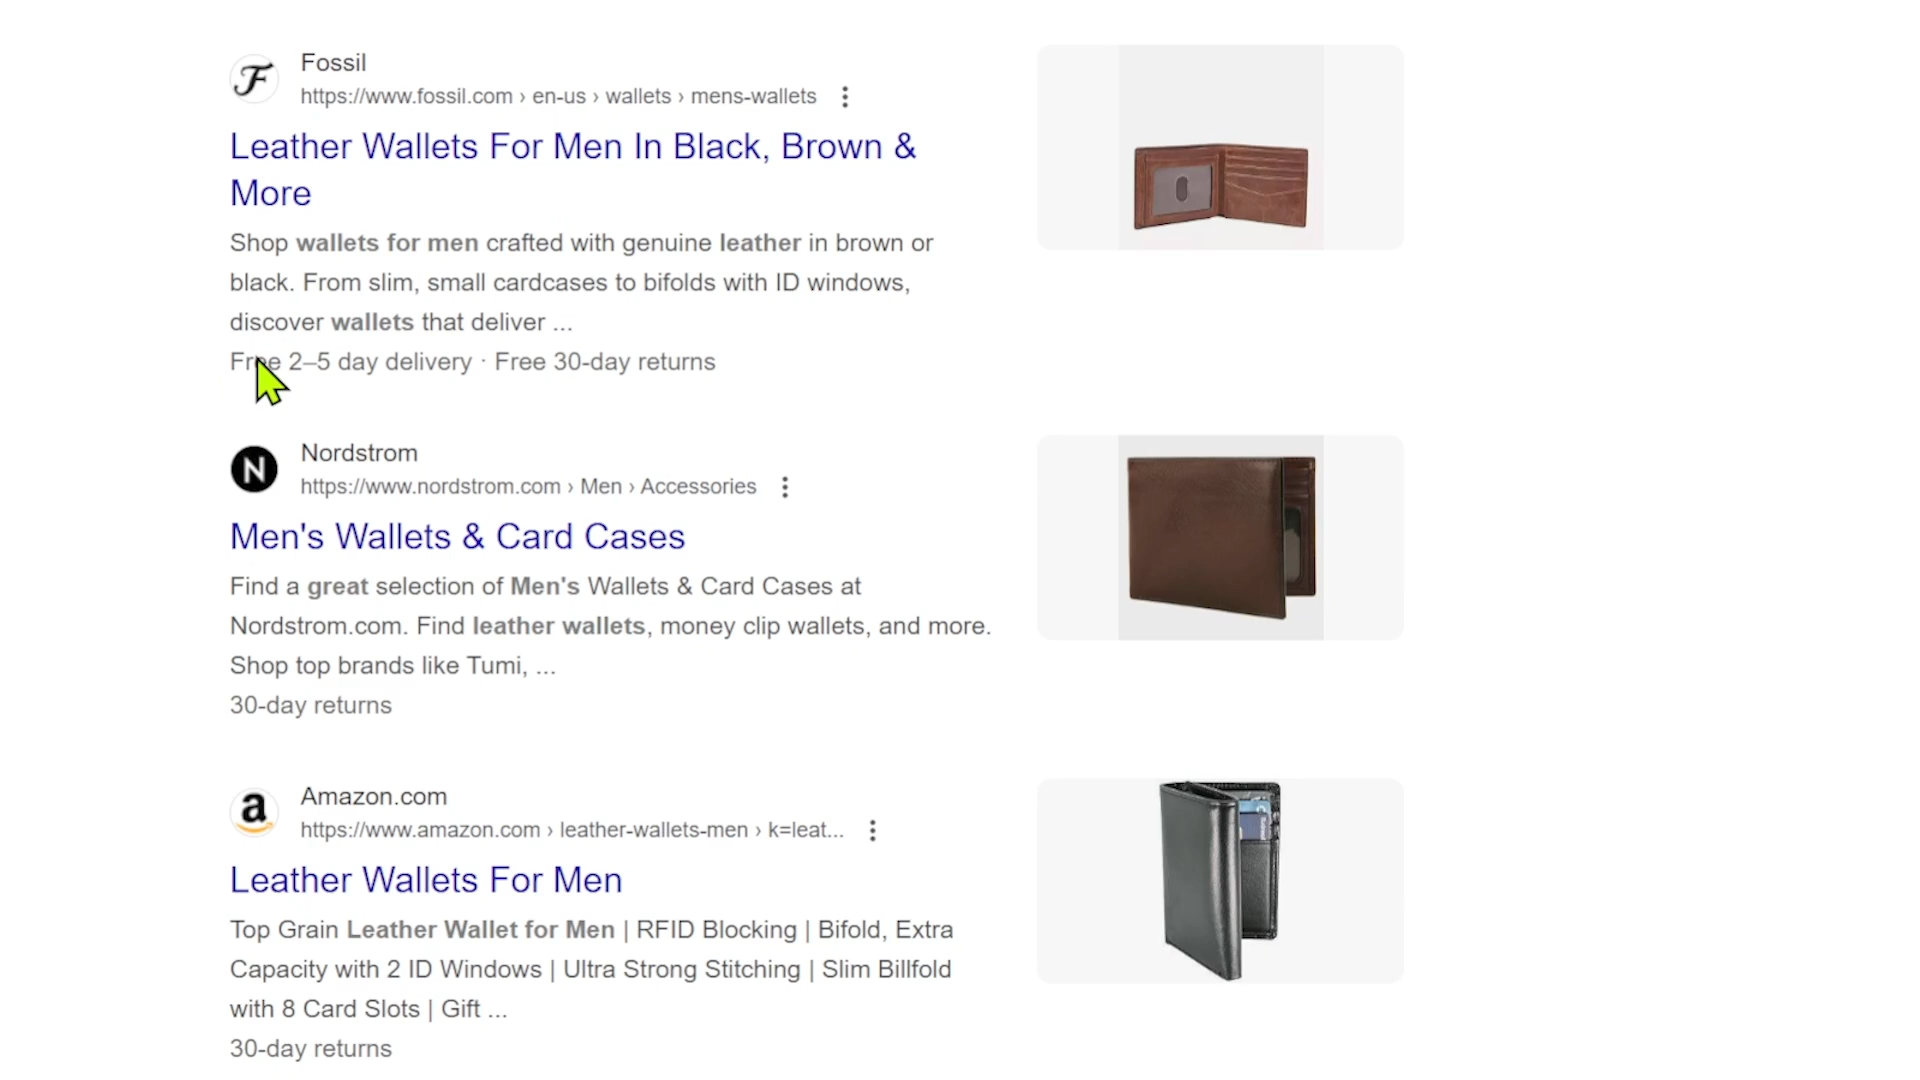 Fossil
https://www.fossil.com › en-us › wallets › mens-wallets
Leather Wallets For Men In Black, Brown &
More
Shop wallets for men crafted with genuine leather in brown or
black. From slim, small cardcases to bifolds with ID windows,
discover wallets that deliver ...
Free 2–5 day delivery · Free 30-day returns
N
Nordstrom
https://www.nordstrom.com › Men › Accessories
Men's Wallets & Card Cases
Find a great selection of Men's Wallets & Card Cases at
Nordstrom.com. Find leather wallets, money clip wallets, and more.
Shop top brands like Tumi, ...
30-day returns
a
Amazon.com
https://www.amazon.com › leather-wallets-men › k=leat...
Leather Wallets For Men
Top Grain Leather Wallet for Men | RFID Blocking | Bifold, Extra
Capacity with 2 ID Windows | Ultra Strong Stitching | Slim Billfold
with 8 Card Slots | Gift ...
30-day returns